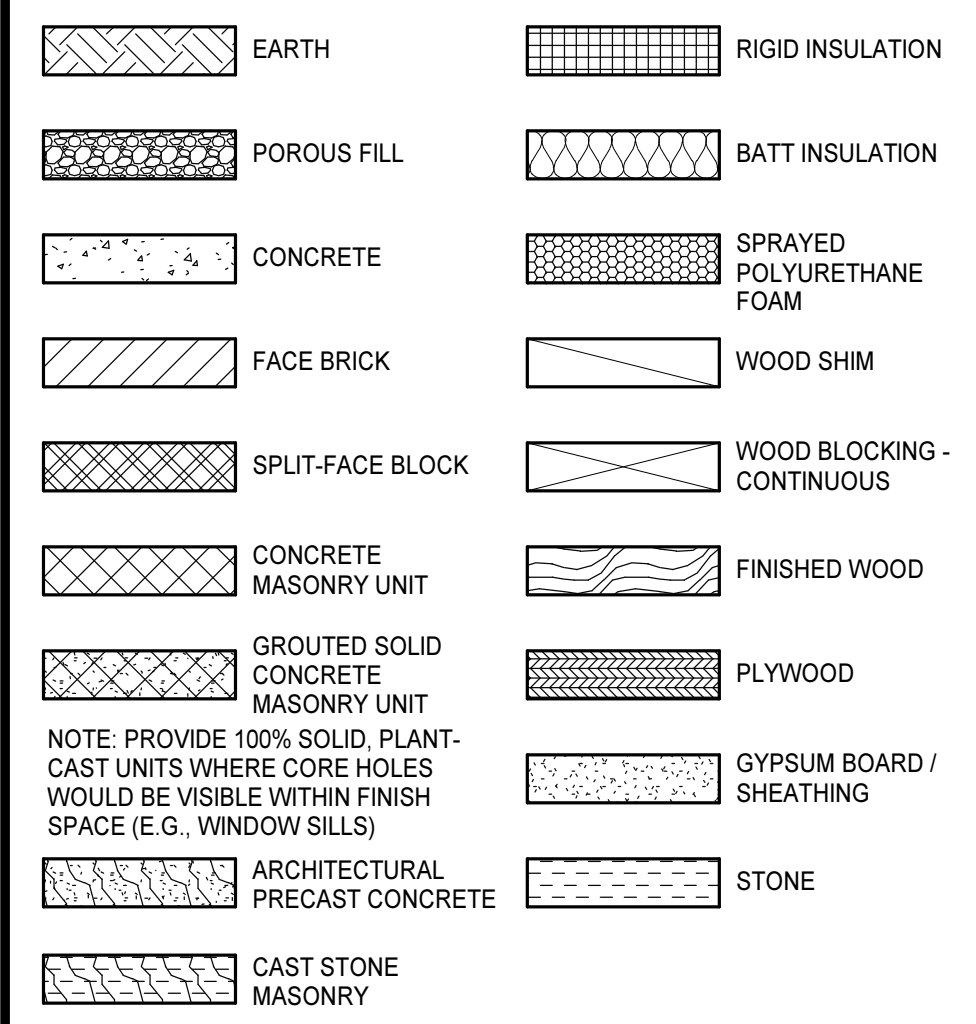 EARTH
POROUS FILL
CONCRETE
FACE BRICK
SPLIT-FACE BLOCK
CONCRETE
MASONRY UNIT
GROUTED SOLID
CONCRETE
MASONRY UNIT
NOTE: PROVIDE 100% SOLID, PLANT-
CAST UNITS WHERE CORE HOLES
WOULD BE VISIBLE WITHIN FINISH
SPACE (E.G., WINDOW SILLS)
ARCHITECTURAL
PRECAST CONCRETE
CAST STONE
MASONRY
RIGID INSULATION
BATT INSULATION
SPRAYED
POLYURETHANE
FOAM
WOOD SHIM
WOOD BLOCKING -
CONTINUOUS
FINISHED WOOD
PLYWOOD
GYPSUM BOARD /
SHEATHING
STONE